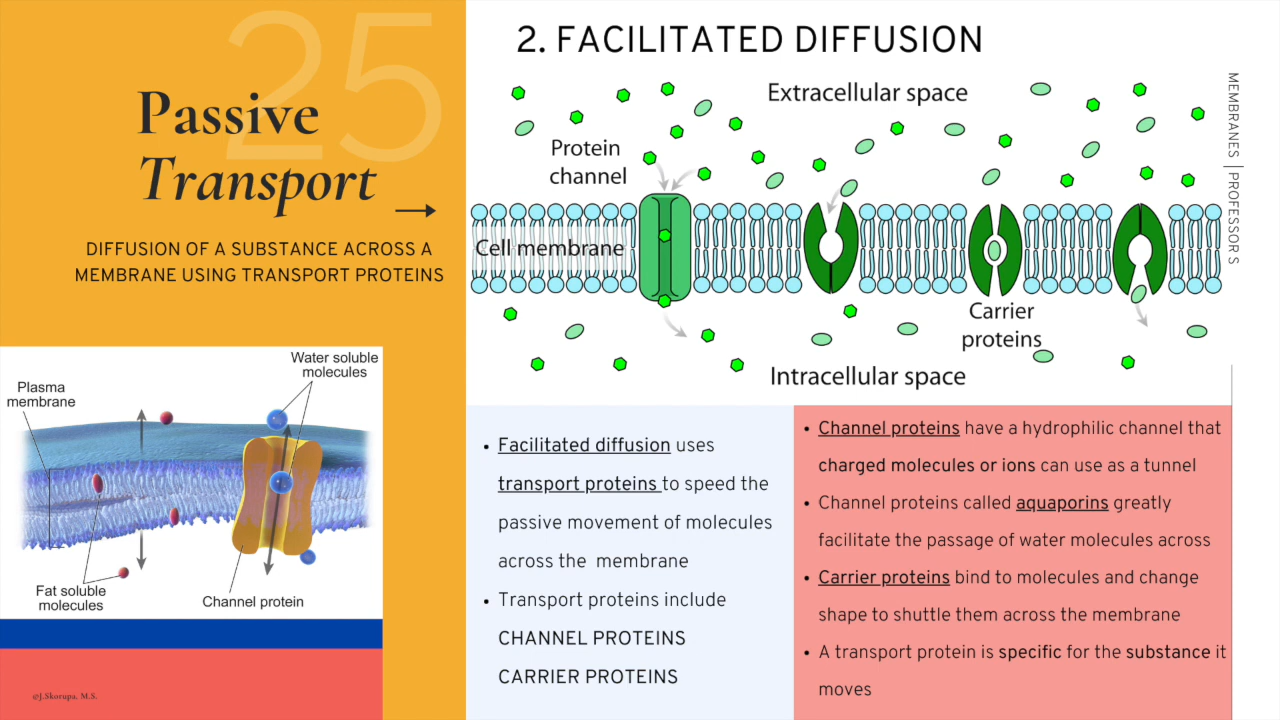 25
Passive
Transport
DIFFUSION OF A SUBSTANCE ACROSS A
MEMBRANE USING TRANSPORT PROTEINS
Water soluble
molecules
Plasma
membrane
Fat soluble
molecules
Channel protein
@J.Skorupa, M.S.
2. FACILITATED DIFFUSION
Extracellular space
Protein
channel
Cell membrane
Carrier
proteins
Intracellular space
MEMBRANES | PROFESSOR S
• Facilitated diffusion uses
transport proteins to speed the
passive movement of molecules
across the membrane
• Transport proteins include
CHANNEL PROTEINS
CARRIER PROTEINS
• Channel proteins have a hydrophilic channel that
charged molecules or ions can use as a tunnel
• Channel proteins called aquaporins greatly
facilitate the passage of water molecules across
• Carrier proteins bind to molecules and change
shape to shuttle them across the membrane
• A transport protein is specific for the substance it
moves